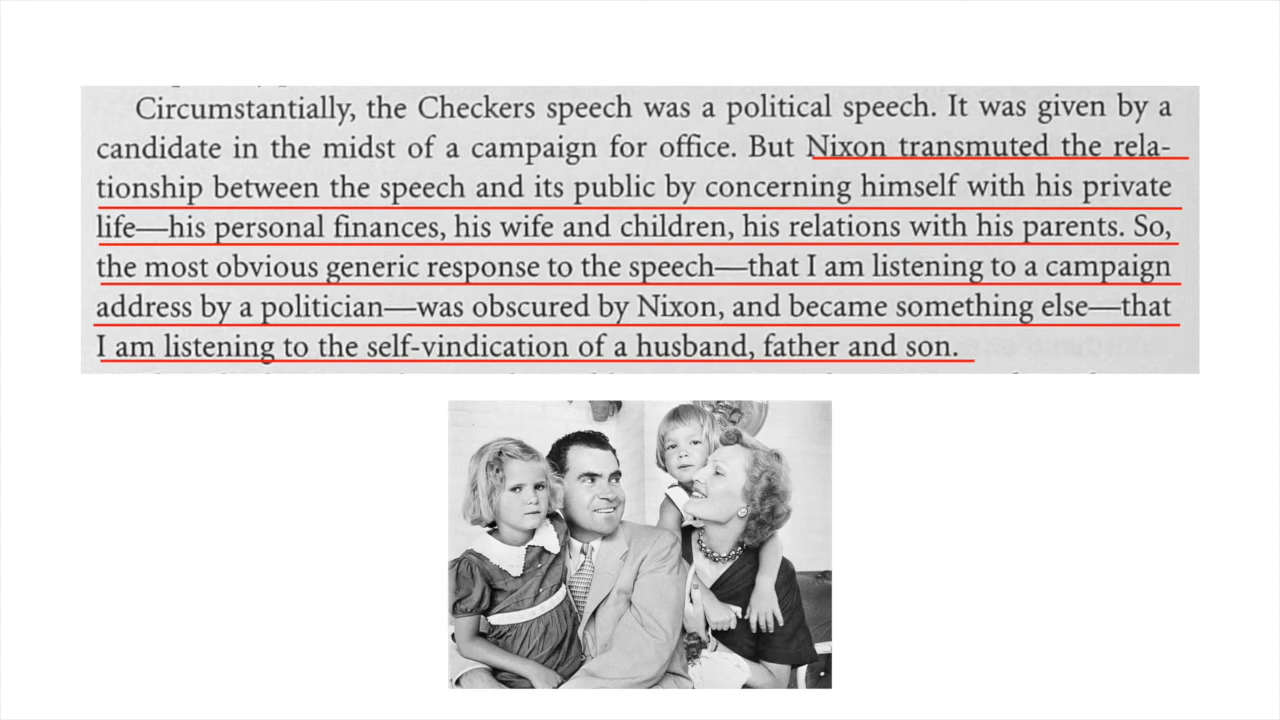 Circumstantially, the Checkers speech was a political speech. It was given by a
candidate in the midst of a campaign for office. But Nixon transmuted the rela-
tionship between the speech and its public by concerning himself with his private
life—his personal finances, his wife and children, his relations with his parents. So,
the most obvious generic response to the speech—that I am listening to a campaign
address by a politician—was obscured by Nixon, and became something else—that
I am listening to the self-vindication of a husband, father and son.